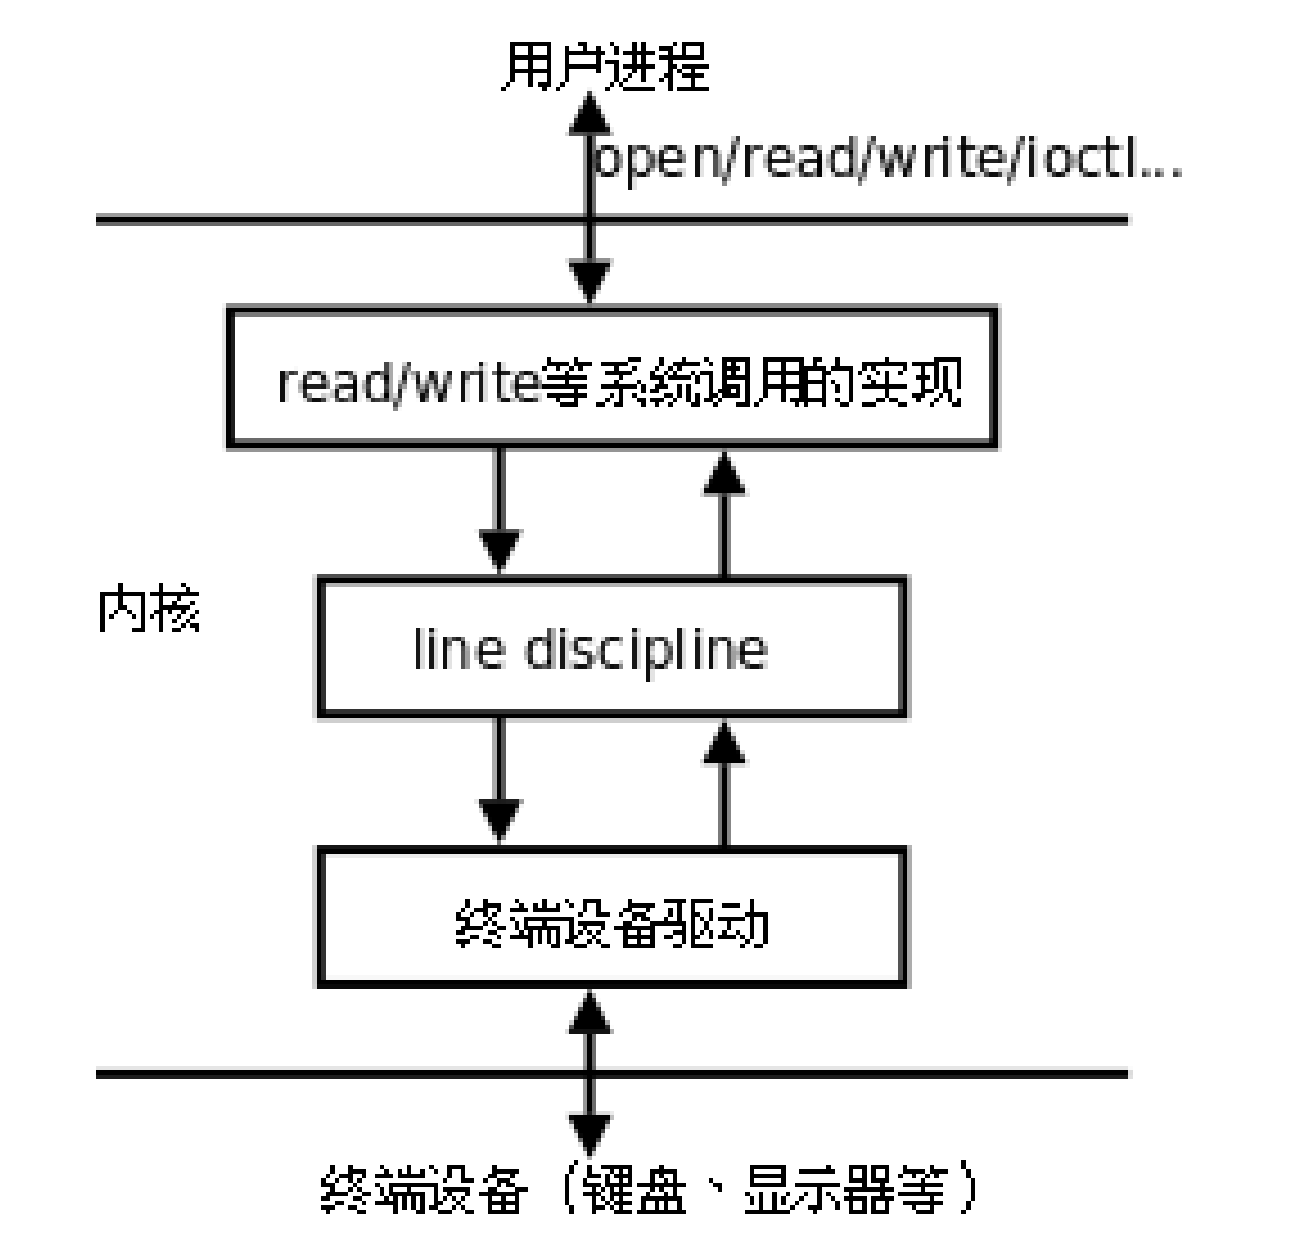 用户进程
open/read/write/ioctl...
read/write等系统调用的实现
内核
line discipline
终端设备驱动
终端设备（键盘、显示器等）